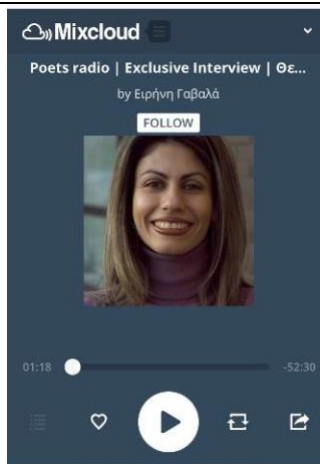 Mixcloud
Poets radio | Exclusive Interview | Θε...
by Ειρήνη Γαβαλά
FOLLOW
01:18 -52:30